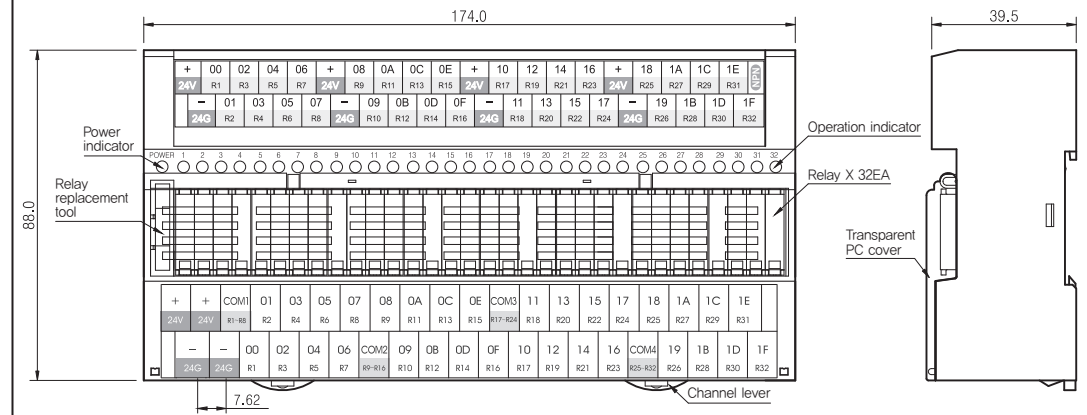 174.0
39.5
+ 00 02 04 06 + 08 0A 0C 0E + 10 12 14 16 + 18 1A 1C 1E NPN
24V R1 R3 R5 R7 24V R9 R11 R13 R15 24V R17 R19 R21 R23 24V R25 R27 R29 R31
− 01 03 05 07 − 09 0B 0D 0F − 11 13 15 17 − 19 1B 1D 1F
24G R2 R4 R6 R8 24G R10 R12 R14 R16 24G R18 R20 R22 R24 24G R26 R28 R30 R32
Power
indicator
Operation indicator
POWER 1 2 3 4 5 6 7 8 9 10 11 12 13 14 15 16 17 18 19 20 21 22 23 24 25 26 27 28 29 30 31 32
Relay
replacement
tool
Relay X 32EA
88.0
Transparent
PC cover
+ + COM1 01 03 05 07 08 0A 0C 0E COM3 11 13 15 17 18 1A 1C 1E
24V 24V R1~R8 R2 R4 R6 R8 R9 R11 R13 R15 R17~R24 R18 R20 R22 R24 R25 R27 R29 R31
− − 00 02 04 06 COM2 09 0B 0D 0F 10 12 14 16 COM4 19 1B 1D 1F
24G 24G R1 R3 R5 R7 R9~R16 R10 R12 R14 R16 R17 R19 R21 R23 R25~R32 R26 R28 R30 R32
Channel lever
7.62